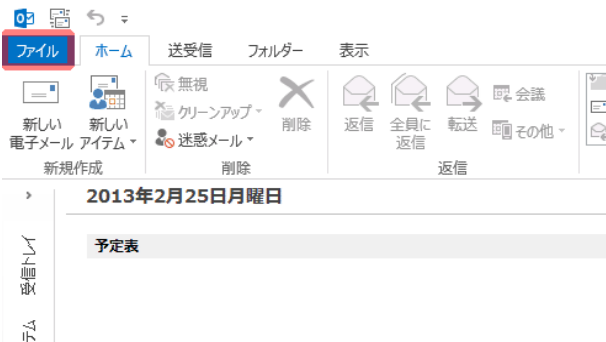 ファイル ホーム 送受信 フォルダー 表示
新しい 電子メール
新しい アイテム
無視
クリーンアップ
迷惑メール
削除
返信
全員に 返信
転送
会議
その他
新規作成 削除 返信
2013年2月25日月曜日
予定表
受信トレイ